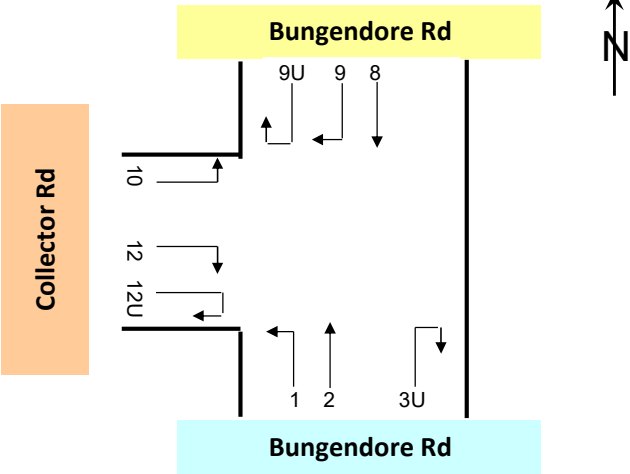 Bungendore Rd
N
9U 9 8
10
Collector Rd
12
12U
1 2 3U
Bungendore Rd